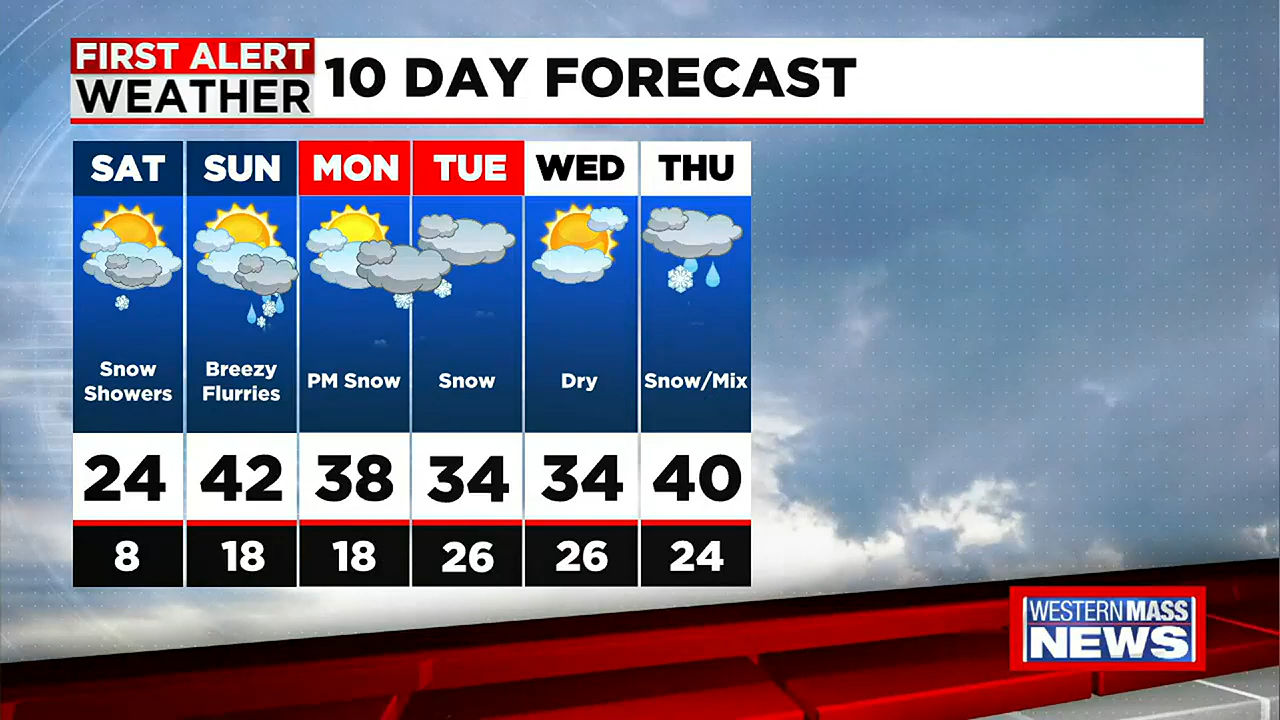 FIRST ALERT
WEATHER
10 DAY FORECAST
SAT SUN MON TUE WED THU
Snow Showers
Breezy Flurries
PM Snow
Snow
Dry
Snow/Mix
24 42 38 34 34 40
8 18 18 26 26 24
WESTERN MASS
NEWS